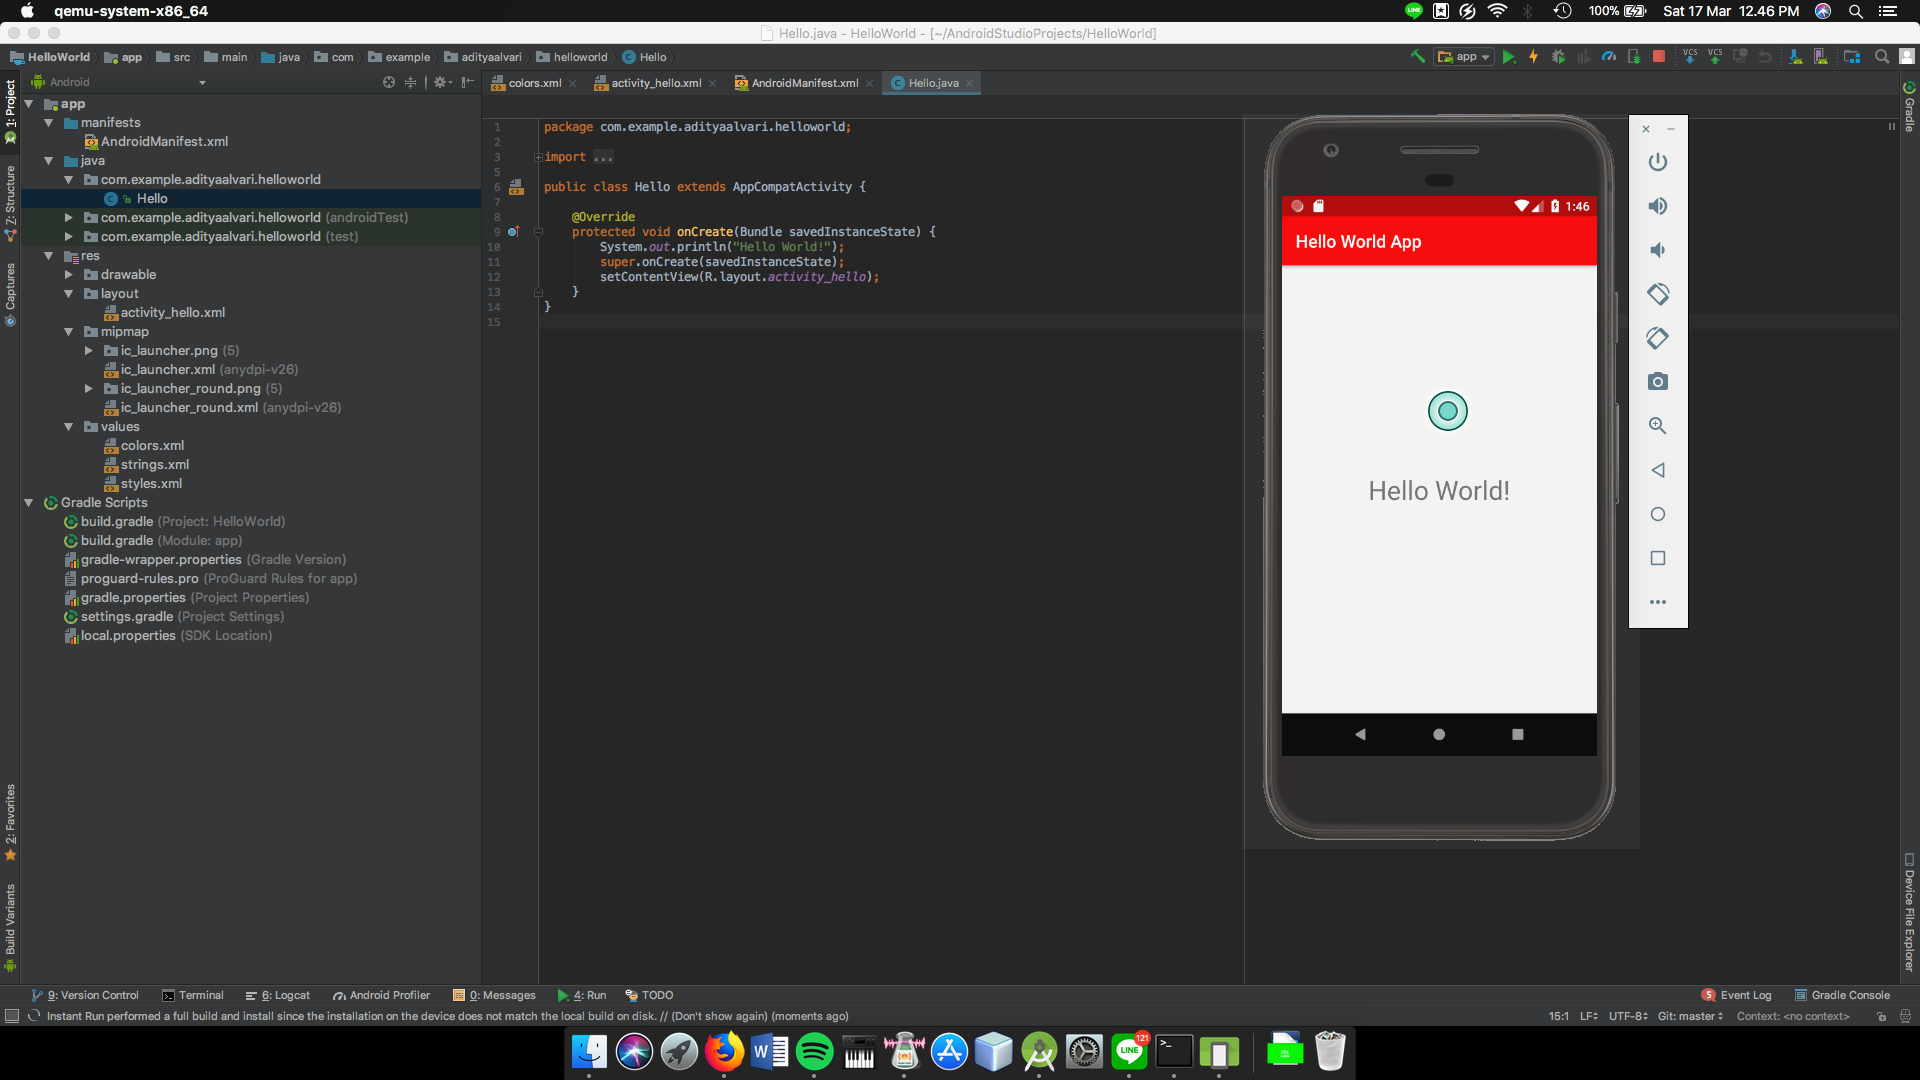 qemu-system-x86_64
LINE
100%
Sat 17 Mar 12.46 PM
Hello.java - HelloWorld - [~/AndroidStudioProjects/HelloWorld]
HelloWorld app src main java com example adityaalvari helloworld Hello
app
VCS VCS
Android
colors.xml activity_hello.xml AndroidManifest.xml Hello.java
1: Project
7: Structure
Captures
2: Favorites
Build Variants
app
manifests
AndroidManifest.xml
java
com.example.adityaalvari.helloworld
Hello
com.example.adityaalvari.helloworld (androidTest)
com.example.adityaalvari.helloworld (test)
res
drawable
layout
activity_hello.xml
mipmap
ic_launcher.png (5)
ic_launcher.xml (anydpi-v26)
ic_launcher_round.png (5)
ic_launcher_round.xml (anydpi-v26)
values
colors.xml
strings.xml
styles.xml
Gradle Scripts
build.gradle (Project: HelloWorld)
build.gradle (Module: app)
gradle-wrapper.properties (Gradle Version)
proguard-rules.pro (ProGuard Rules for app)
gradle.properties (Project Properties)
settings.gradle (Project Settings)
local.properties (SDK Location)
1 package com.example.adityaalvari.helloworld;
2
3 import ...
5
6 public class Hello extends AppCompatActivity {
7
8 @Override
9 protected void onCreate(Bundle savedInstanceState) {
10 System.out.println("Hello World!");
11 super.onCreate(savedInstanceState);
12 setContentView(R.layout.activity_hello);
13 }
14 }
15
1:46
Hello World App
Hello World!
Gradle
Device File Explorer
9: Version Control Terminal 6: Logcat Android Profiler 0: Messages 4: Run TODO
5 Event Log Gradle Console
Instant Run performed a full build and install since the installation on the device does not match the local build on disk. // (Don't show again) (moments ago)
15:1 LF UTF-8 Git: master Context: <no context>
W
LINE
121
>_